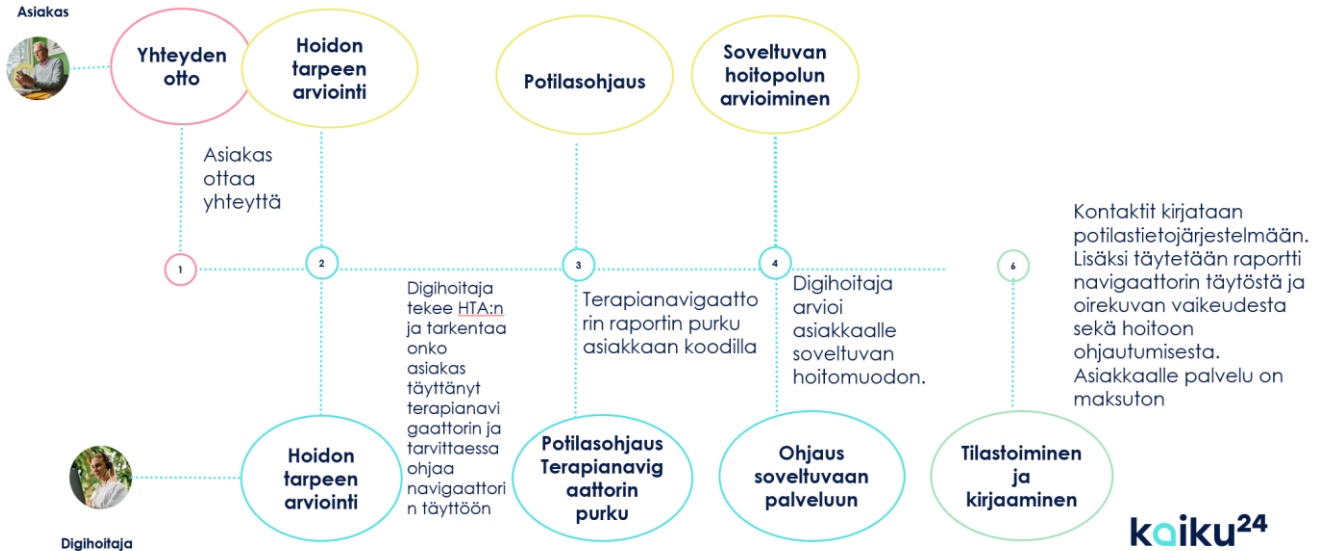 Asiakas
Yhteyden
otto
Hoidon
tarpeen
arviointi
Potilasohjaus
Soveltuvan
hoitopolun
arvioiminen
Asiakas
ottaa
yhteyttä
1
2
3
4
6
Digihoitaja
tekee HTA:n
ja tarkentaa
onko
asiakas
täyttänyt
terapianavi
gaattorin ja
tarvittaessa
ohjaa
navigaattori
n täyttöön
Terapianavigaatto
rin raportin purku
asiakkaan koodilla
Digihoitaja
arvioi
asiakkaalle
soveltuvan
hoitomuodon.
Kontaktit kirjataan
potilastietojärjestelmään.
Lisäksi täytetään raportti
navigaattorin täytöstä ja
oirekuvan vaikeudesta
sekä hoitoon
ohjautumisesta.
Asiakkaalle palvelu on
maksuton
Hoidon
tarpeen
arviointi
Potilasohjaus
Terapianavig
aattorin
purku
Ohjaus
soveltuvaan
palveluun
Tilastoiminen
ja
kirjaaminen
Digihoitaja
kaiku24